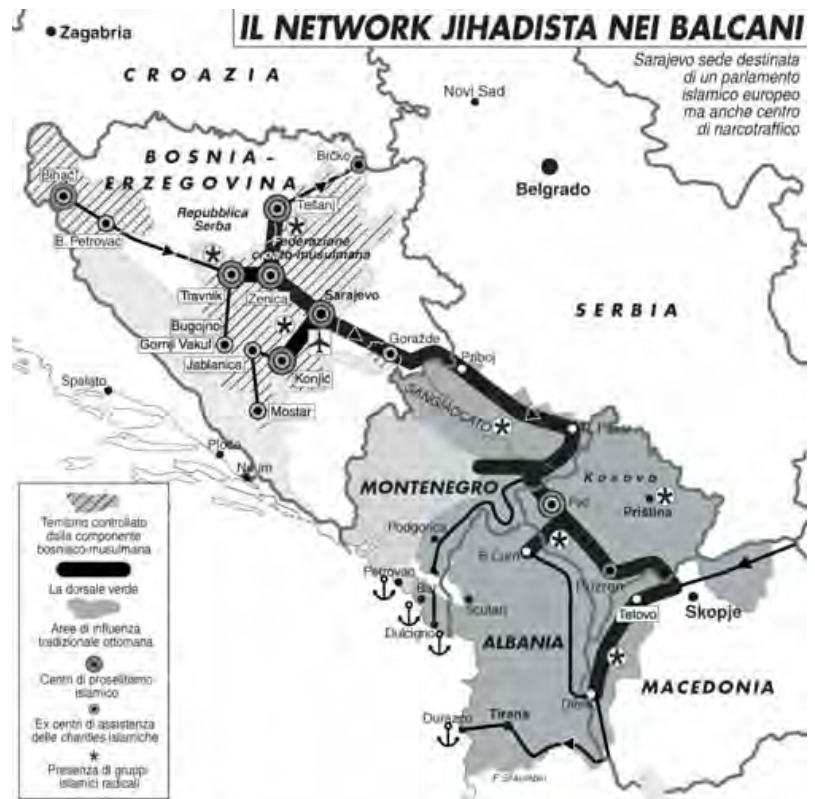 IL NETWORK JIHADISTA NEI BALCANI
Sarajevo sede destinata
di un parlamento
islamico europeo
ma anche centro
di narcotraffico
Zagabria
CROAZIA
Novi Sad
Belgrado
BOSNIA-
ERZEGOVINA
Brčko
Bihać
B. Petrovac
Repubblica
Serba
Tešanj
Federazione
croato-musulmana
Travnik
Zenica
Sarajevo
SERBIA
Bugojno
Gornji Vakuf
Goražde
Priboj
Jablanica
Konjic
Spalato
Mostar
SANGIACCATO
Ploče
Neum
MONTENEGRO
Kosovo
Peć
Priština
Podgorica
B. Curri
Prizren
Petrovac
Bar
Scutari
Dulcigno
Tetovo
Skopje
ALBANIA
MACEDONIA
Durazzo
Tirana
Territorio controllato
dalla componente
bosniaco-musulmana
La dorsale verde
Aree di influenza
tradizionale ottomana
Centri di proselitismo
islamico
Ex centri di assistenza
delle charities islamiche
Presenza di gruppi
islamici radicali